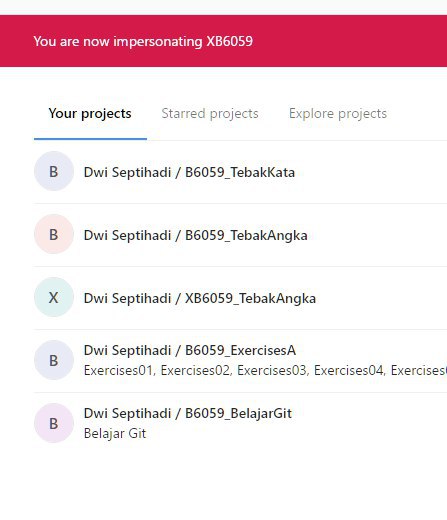 You are now impersonating XB6059
Your projects Starred projects Explore projects
B Dwi Septihadi / B6059_TebakKata
B Dwi Septihadi / B6059_TebakAngka
X Dwi Septihadi / XB6059_TebakAngka
B Dwi Septihadi / B6059_ExercisesA
Exercises01, Exercises02, Exercises03, Exercises04, Exercises
B Dwi Septihadi / B6059_BelajarGit
Belajar Git